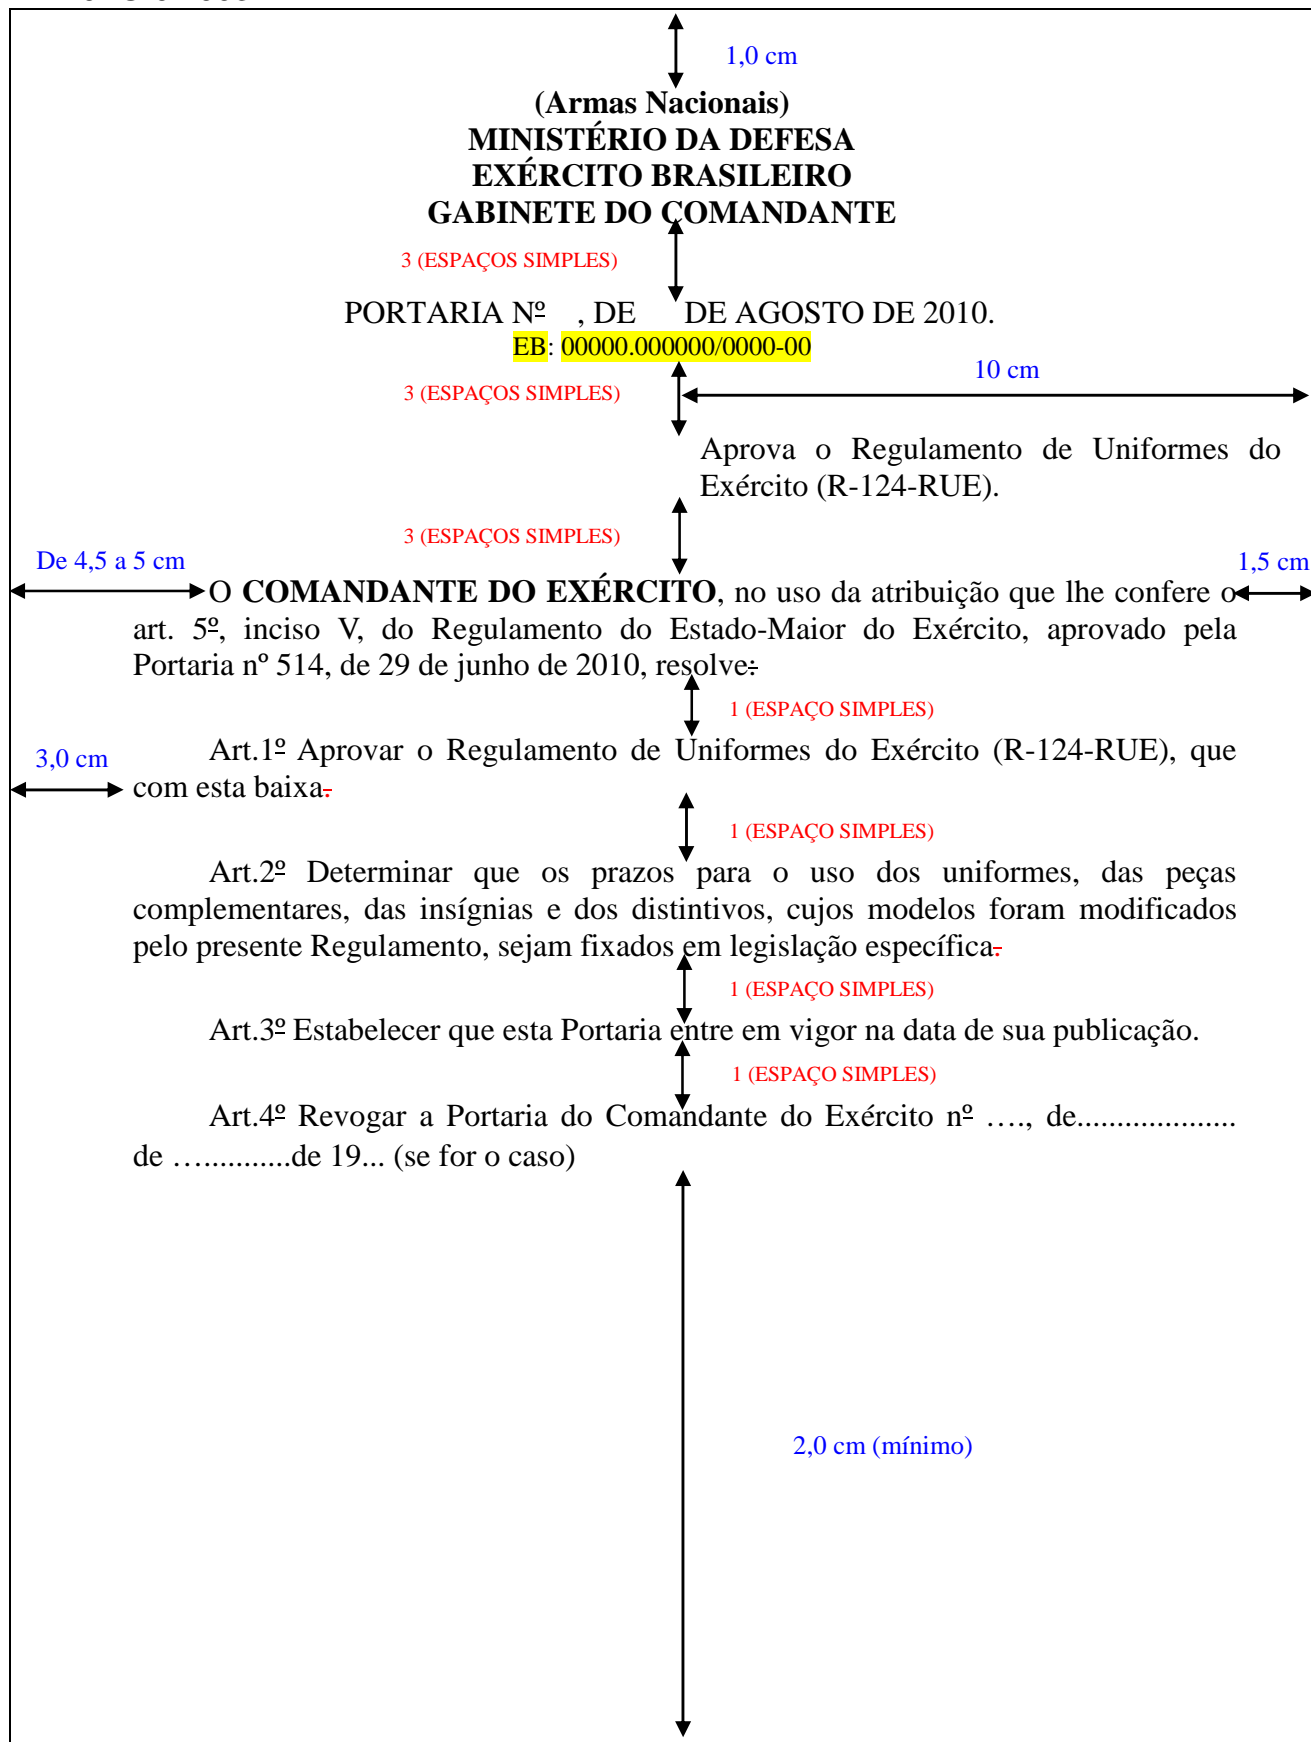 1,0 cm
(Armas Nacionais)
MINISTÉRIO DA DEFESA
EXÉRCITO BRASILEIRO
GABINETE DO COMANDANTE
3 (ESPAÇOS SIMPLES)
PORTARIA Nº , DE DE AGOSTO DE 2010.
EB: 00000.000000/0000-00
10 cm
3 (ESPAÇOS SIMPLES)
Aprova o Regulamento de Uniformes do
Exército (R-124-RUE).
3 (ESPAÇOS SIMPLES)
De 4,5 a 5 cm
1,5 cm
O COMANDANTE DO EXÉRCITO, no uso da atribuição que lhe confere o
art. 5º, inciso V, do Regulamento do Estado-Maior do Exército, aprovado pela
Portaria nº 514, de 29 de junho de 2010, resolve:
1 (ESPAÇO SIMPLES)
Art.1º Aprovar o Regulamento de Uniformes do Exército (R-124-RUE), que
3,0 cm
com esta baixa.
1 (ESPAÇO SIMPLES)
Art.2º Determinar que os prazos para o uso dos uniformes, das peças
complementares, das insígnias e dos distintivos, cujos modelos foram modificados
pelo presente Regulamento, sejam fixados em legislação específica.
1 (ESPAÇO SIMPLES)
Art.3º Estabelecer que esta Portaria entre em vigor na data de sua publicação.
1 (ESPAÇO SIMPLES)
Art.4º Revogar a Portaria do Comandante do Exército nº …., de....................
de …...........de 19... (se for o caso)
2,0 cm (mínimo)